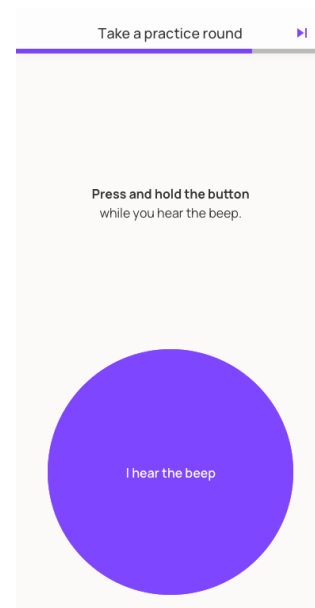 Take a practice round
Press and hold the button
while you hear the beep.
I hear the beep